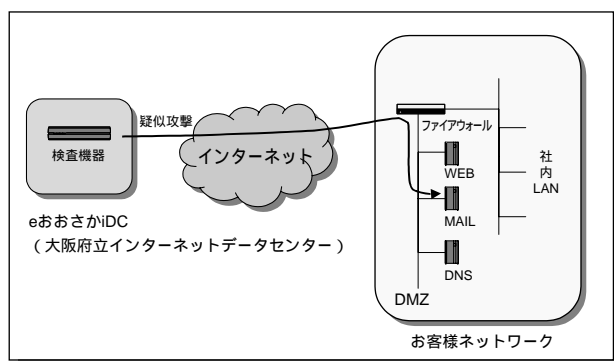 疑似攻撃
検査機器
インターネット
eおおさかiDC
(大阪府立インターネットデータセンター)
ファイアウォール
WEB
MAIL
DNS
DMZ
社
内
LAN
お客様ネットワーク